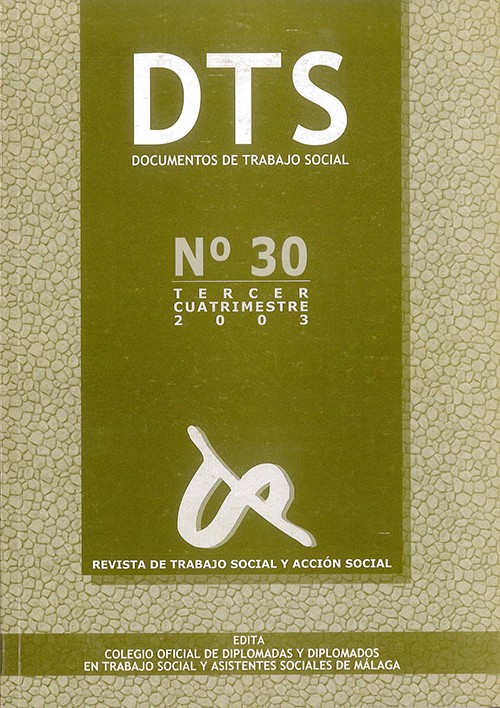 DTS
DOCUMENTOS DE TRABAJO SOCIAL
Nº 30
TERCER
CUATRIMESTRE
2003
REVISTA DE TRABAJO SOCIAL Y ACCIÓN SOCIAL
EDITA
COLEGIO OFICIAL DE DIPLOMADAS Y DIPLOMADOS
EN TRABAJO SOCIAL Y ASISTENTES SOCIALES DE MÁLAGA